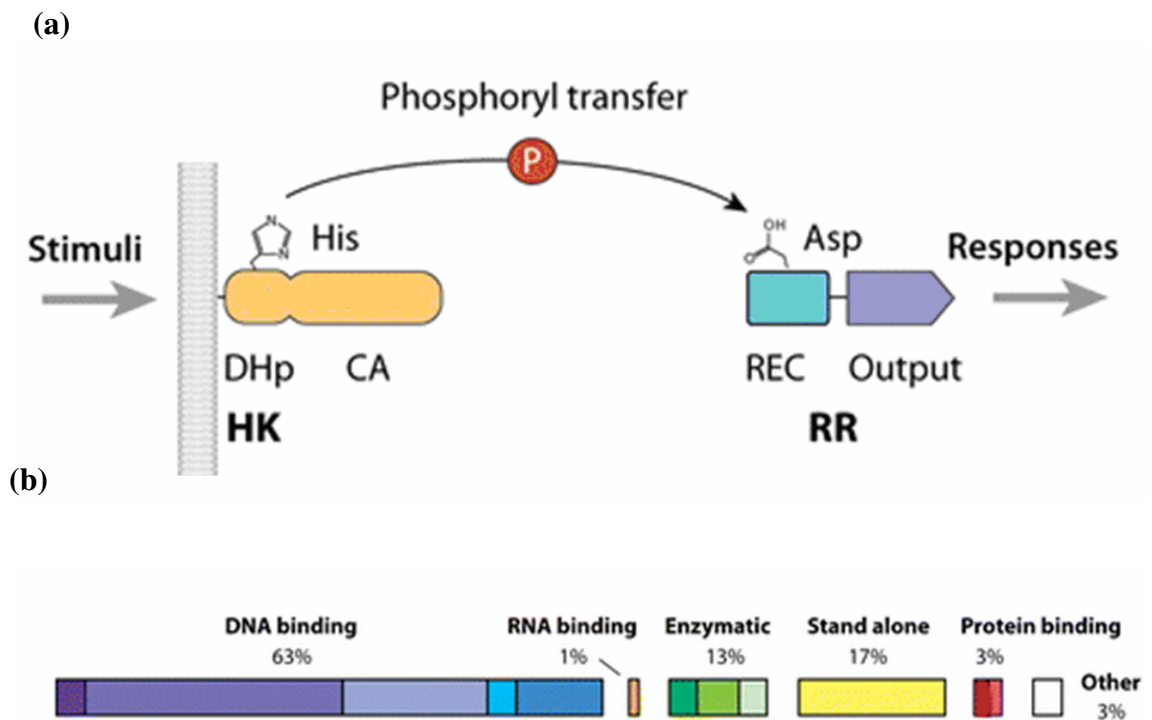 (a)
Phosphoryl transfer
P
N
N
His
OH
O
Asp
Stimuli
Responses
DHp CA
REC Output
HK
RR
(b)
DNA binding
63%
RNA binding
1%
Enzymatic
13%
Stand alone
17%
Protein binding
3%
Other
3%